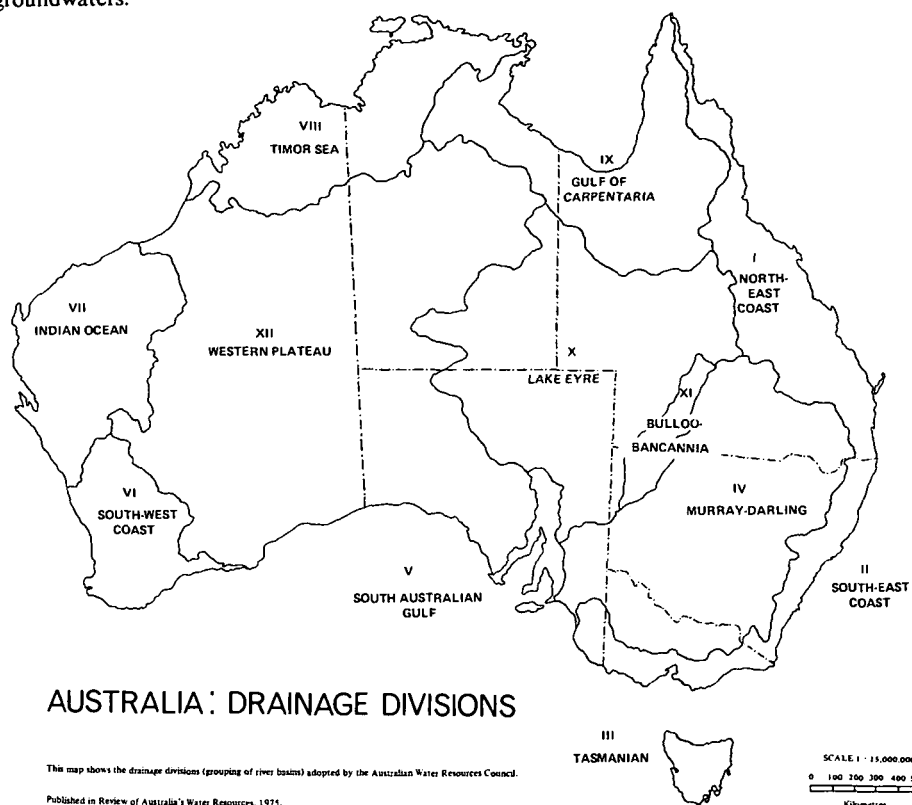 groundwaters.
VIII
TIMOR SEA
IX
GULF OF
CARPENTARIA
I
NORTH-
EAST
COAST
VII
INDIAN OCEAN
XII
WESTERN PLATEAU
X
LAKE EYRE
XI
BULLOO-
BANCANNIA
VI
SOUTH-WEST
COAST
IV
MURRAY-DARLING
V
SOUTH AUSTRALIAN
GULF
II
SOUTH-EAST
COAST
AUSTRALIA: DRAINAGE DIVISIONS
III
TASMANIAN
This map shows the drainage divisions (grouping of river basins) adopted by the Australian Water Resources Council.
Published in Review of Australia's Water Resources, 1975.
SCALE 1 : 15,000,000
0 100 200 300 400
Kilometres